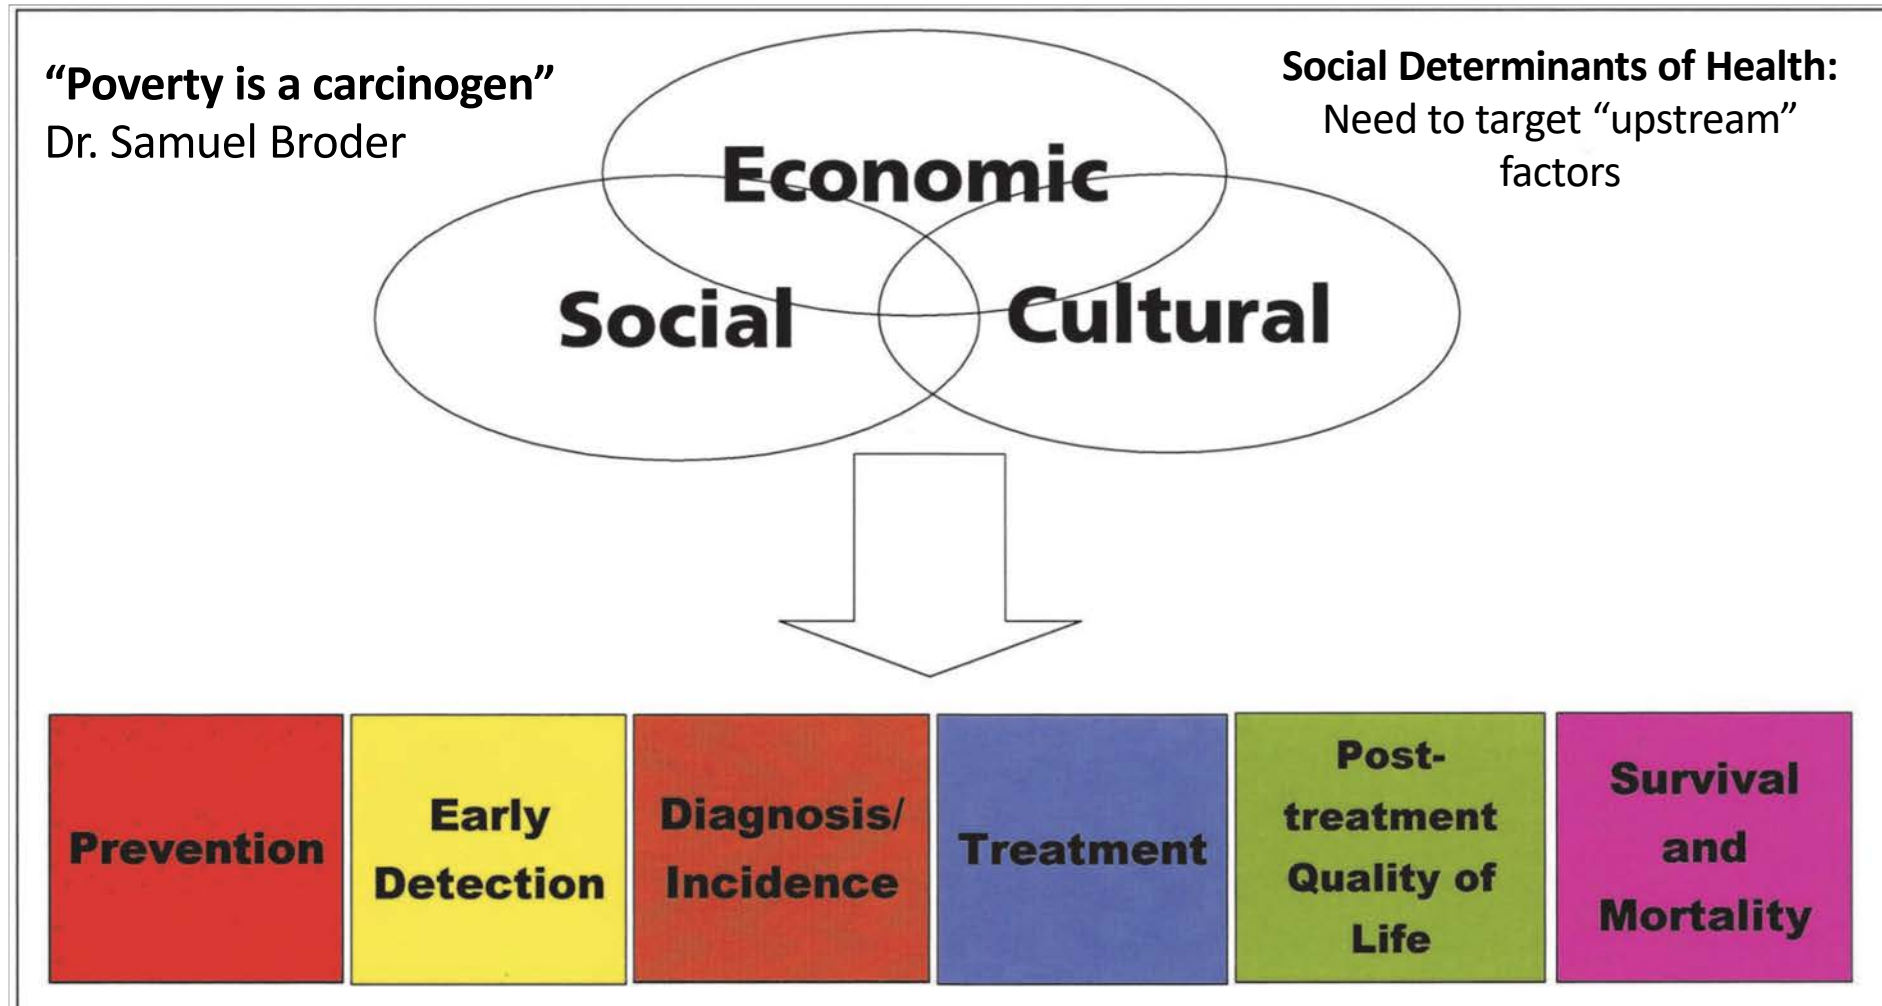 “Poverty is a carcinogen”
Dr. Samuel Broder
Social Determinants of Health:
Need to target “upstream”
factors
Economic
Social
Cultural
Prevention
Early
Detection
Diagnosis/
Incidence
Treatment
Post-
treatment
Quality of
Life
Survival
and
Mortality